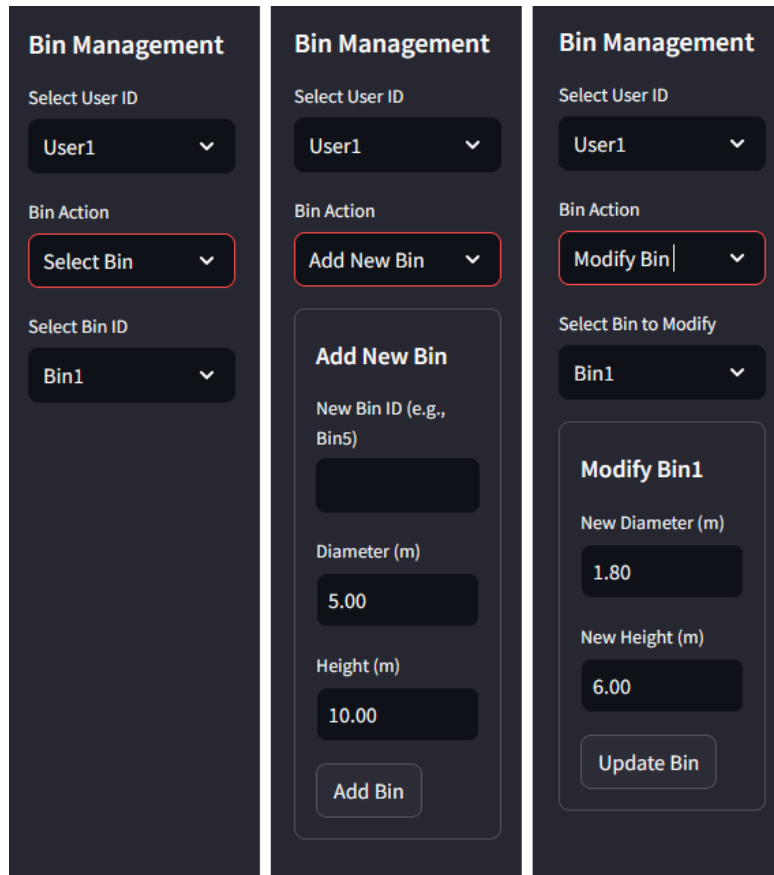 Bin Management
Select User ID
User1
Bin Action
Select Bin
Select Bin ID
Bin1
Bin Management
Select User ID
User1
Bin Action
Add New Bin
Add New Bin
New Bin ID (e.g.,
Bin5)
Diameter (m)
5.00
Height (m)
10.00
Add Bin
Bin Management
Select User ID
User1
Bin Action
Modify Bin
Select Bin to Modify
Bin1
Modify Bin1
New Diameter (m)
1.80
New Height (m)
6.00
Update Bin